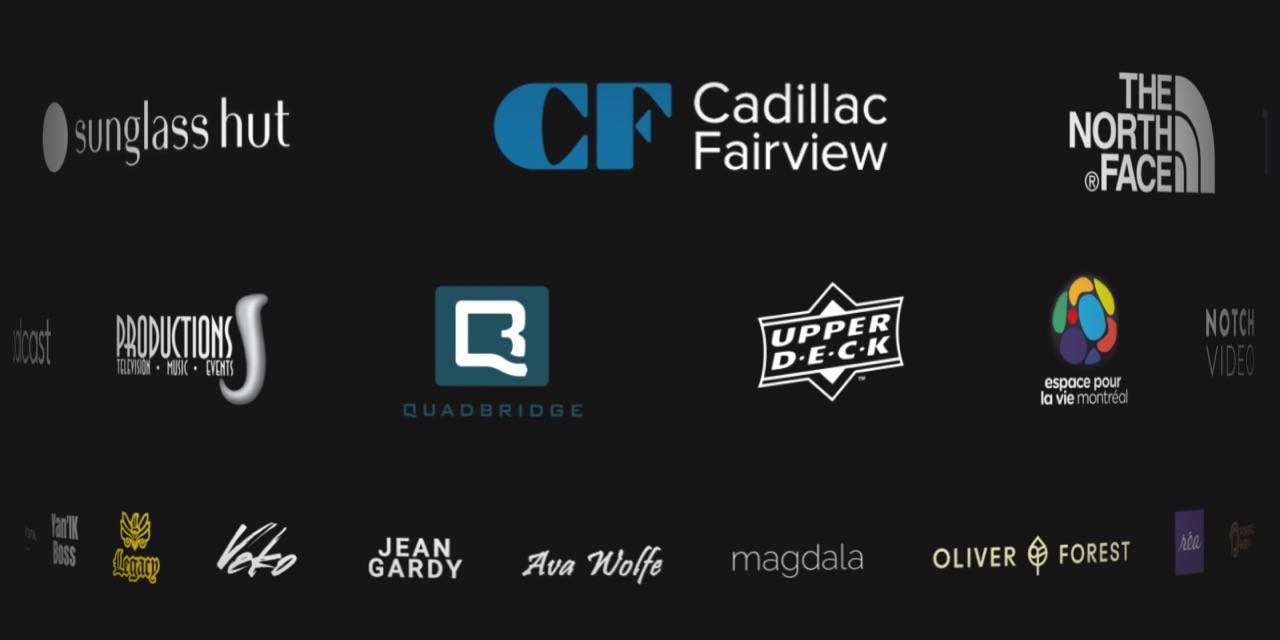 sunglass hut
CF Cadillac
Fairview
THE
NORTH
®FACE
PRODUCTIONS J
TELEVISION • MUSIC • EVENTS
QUADBRIDGE
UPPER
D·E·C·K
™
espace pour
la vie montréal
NOTCH
VIDEO
Yan'IK
Boss
Legacy
Veko
JEAN
GARDY
Ava Wolfe
magdala
OLIVER FOREST
réa